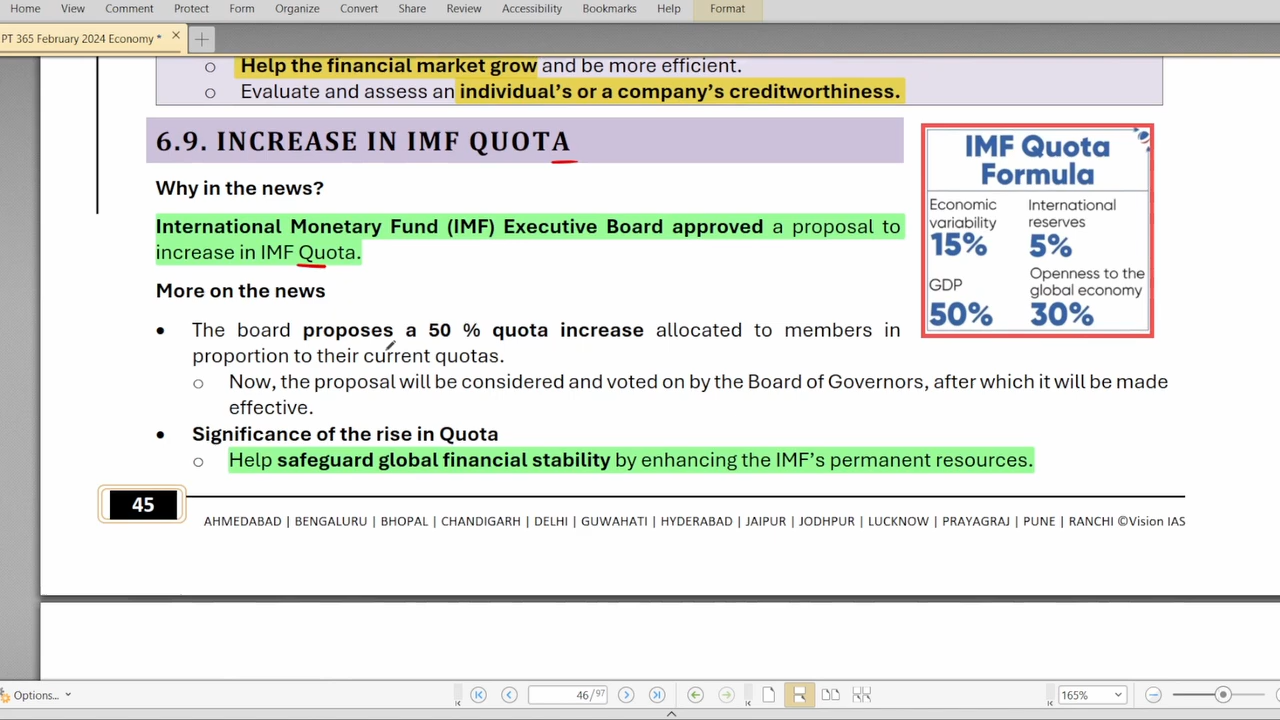 Home View Comment Protect Form Organize Convert Share Review Accessibility Bookmarks Help Format
PT 365 February 2024 Economy *
○ Help the financial market grow and be more efficient.
○ Evaluate and assess an individual's or a company's creditworthiness.
6.9. INCREASE IN IMF QUOTA
Why in the news?
International Monetary Fund (IMF) Executive Board approved a proposal to
increase in IMF Quota.
More on the news
• The board proposes a 50 % quota increase allocated to members in
proportion to their current quotas.
○ Now, the proposal will be considered and voted on by the Board of Governors, after which it will be made
effective.
• Significance of the rise in Quota
○ Help safeguard global financial stability by enhancing the IMF's permanent resources.
IMF Quota
Formula
Economic
variability
15%
International
reserves
5%
GDP
50%
Openness to the
global economy
30%
45
AHMEDABAD | BENGALURU | BHOPAL | CHANDIGARH | DELHI | GUWAHATI | HYDERABAD | JAIPUR | JODHPUR | LUCKNOW | PRAYAGRAJ | PUNE | RANCHI ©Vision IAS
Options...
46/97
165%